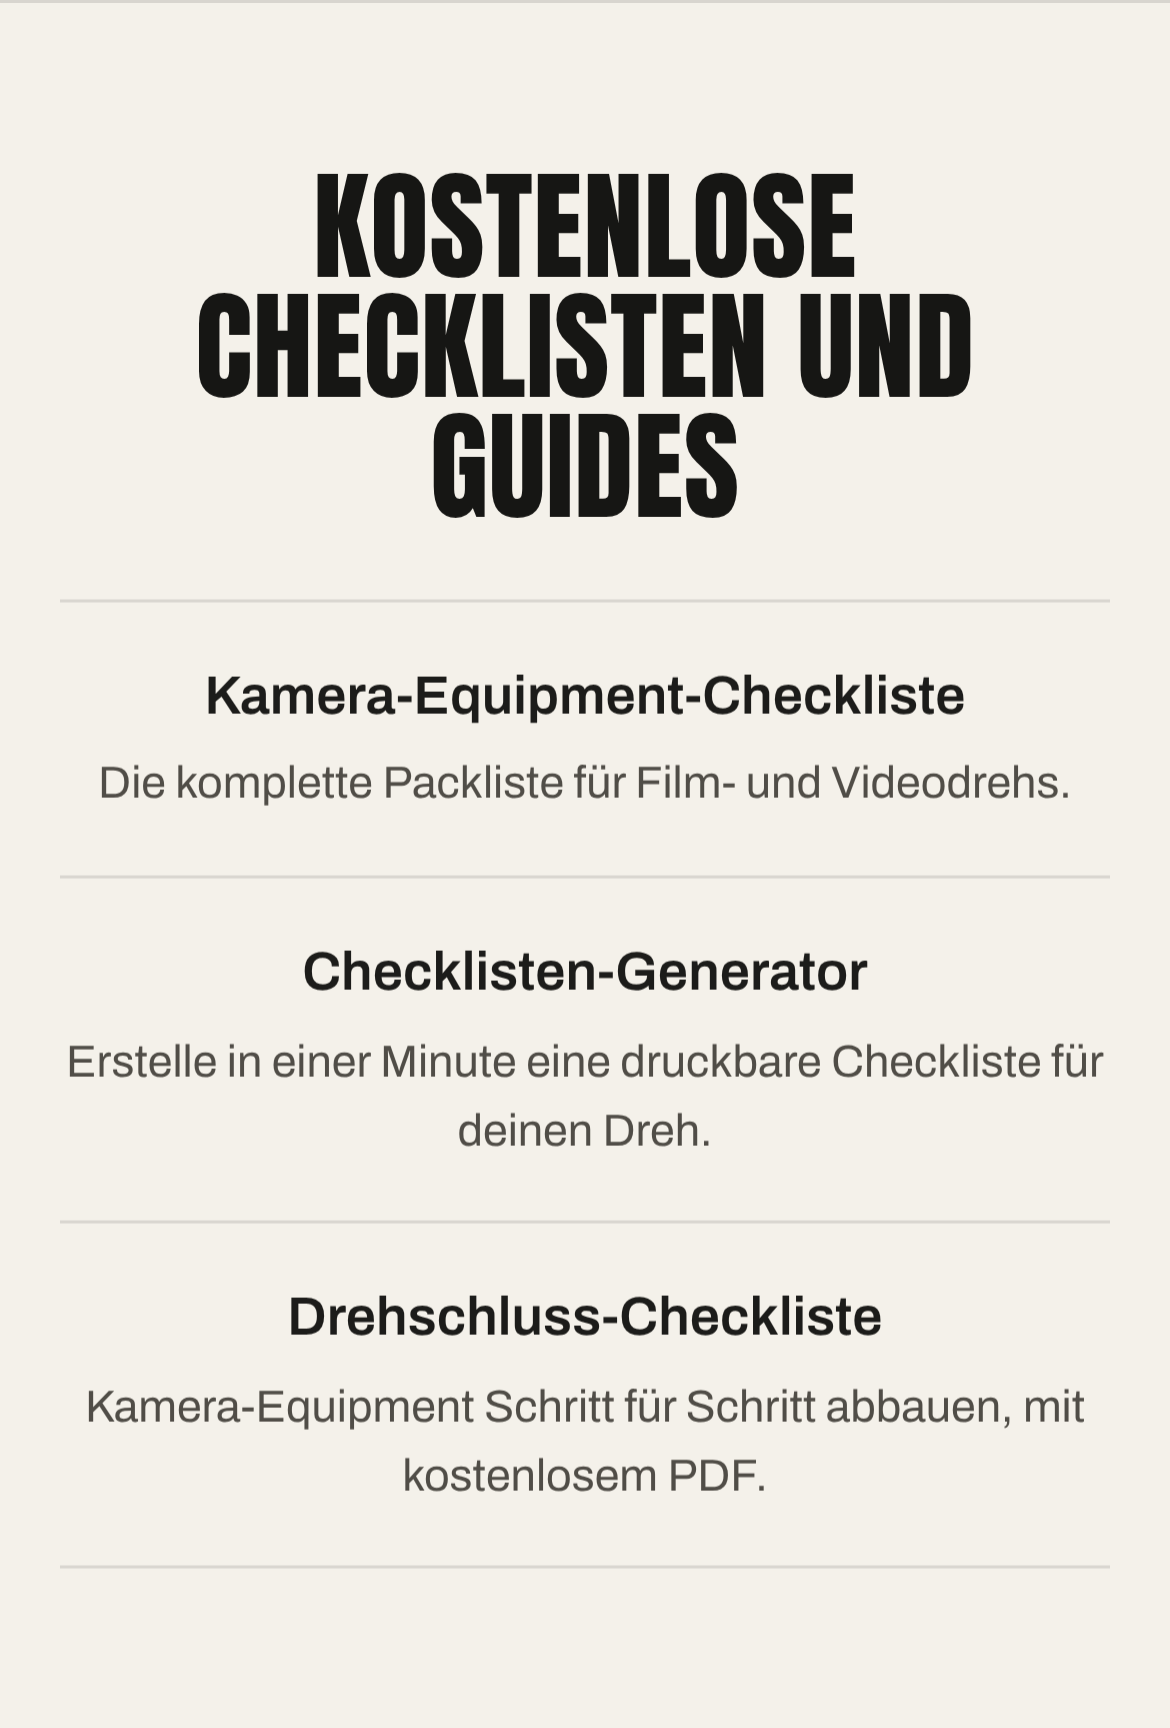 KOSTENLOSE
CHECKLISTEN UND
GUIDES
Kamera-Equipment-Checkliste
Die komplette Packliste für Film- und Videodrehs.
Checklisten-Generator
Erstelle in einer Minute eine druckbare Checkliste für
deinen Dreh.
Drehschluss-Checkliste
Kamera-Equipment Schritt für Schritt abbauen, mit
kostenlosem PDF.